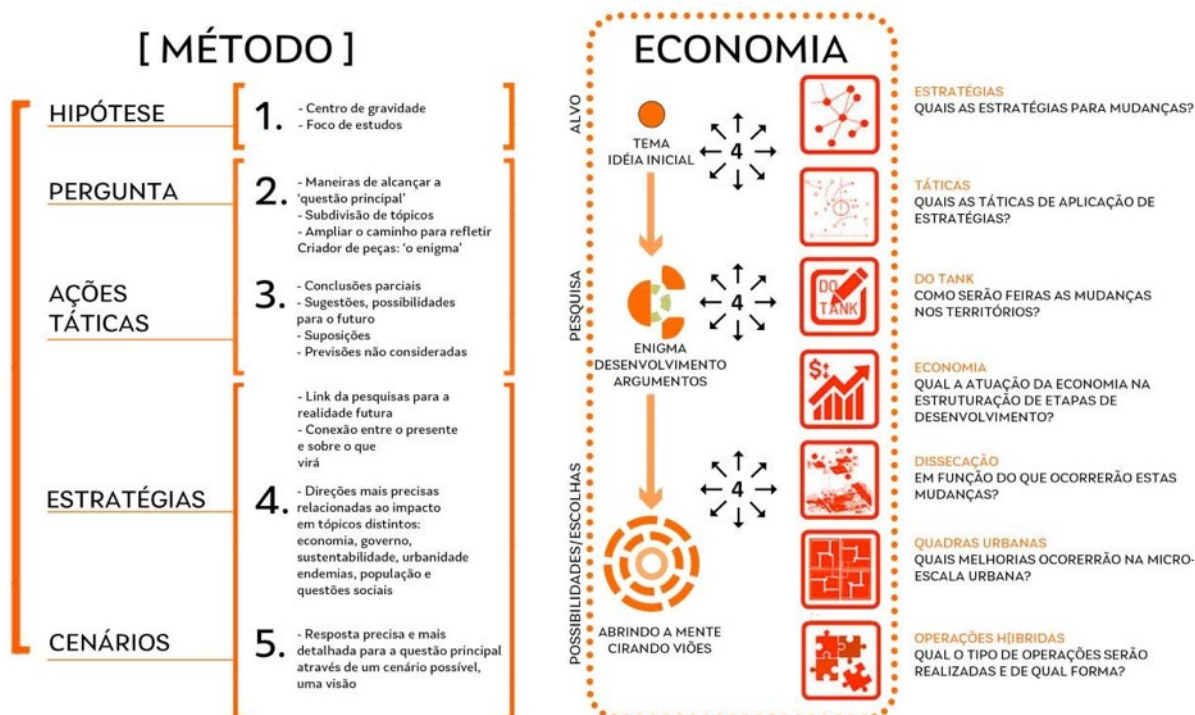 [ MÉTODO ]
HIPÓTESE
1.
- Centro de gravidade
- Foco de estudos
PERGUNTA
2.
- Maneiras de alcançar a
'questão principal'
- Subdivisão de tópicos
- Ampliar o caminho para refletir
Criador de peças: 'o enigma'
AÇÕES
TÁTICAS
3.
- Conclusões parciais
- Sugestões, possibilidades
para o futuro
- Suposições
- Previsões não consideradas
ESTRATÉGIAS
4.
- Link da pesquisas para a
realidade futura
- Conexão entre o presente
e sobre o que
virá
- Direções mais precisas
relacionadas ao impacto
em tópicos distintos:
economia, governo,
sustentabilidade, urbanidade
endemias, população e
questões sociais
CENÁRIOS
5.
- Resposta precisa e mais
detalhada para a questão principal
através de um cenário possível,
uma visão
ECONOMIA
ALVO
TEMA
IDÉIA INICIAL
4
PESQUISA
ENIGMA
DESENVOLVIMENTO
ARGUMENTOS
4
POSSIBILIDADES/ESCOLHAS
4
ABRINDO A MENTE
CIRANDO VIÕES
ESTRATÉGIAS
QUAIS AS ESTRATÉGIAS PARA MUDANÇAS?
TÁTICAS
QUAIS AS TÁTICAS DE APLICAÇÃO DE
ESTRATÉGIAS?
DO
TANK
DO TANK
COMO SERÃO FEIRAS AS MUDANÇAS
NOS TERRITÓRIOS?
$
ECONOMIA
QUAL A ATUAÇÃO DA ECONOMIA NA
ESTRUTURAÇÃO DE ETAPAS DE
DESENVOLVIMENTO?
DISSECAÇÃO
EM FUNÇÃO DO QUE OCORRERÃO ESTAS
MUDANÇAS?
QUADRAS URBANAS
QUAIS MELHORIAS OCORERRÃO NA MICRO-
ESCALA URBANA?
OPERAÇÕES H[IBRIDAS
QUAL O TIPO DE OPERAÇÕES SERÃO
REALIZADAS E DE QUAL FORMA?